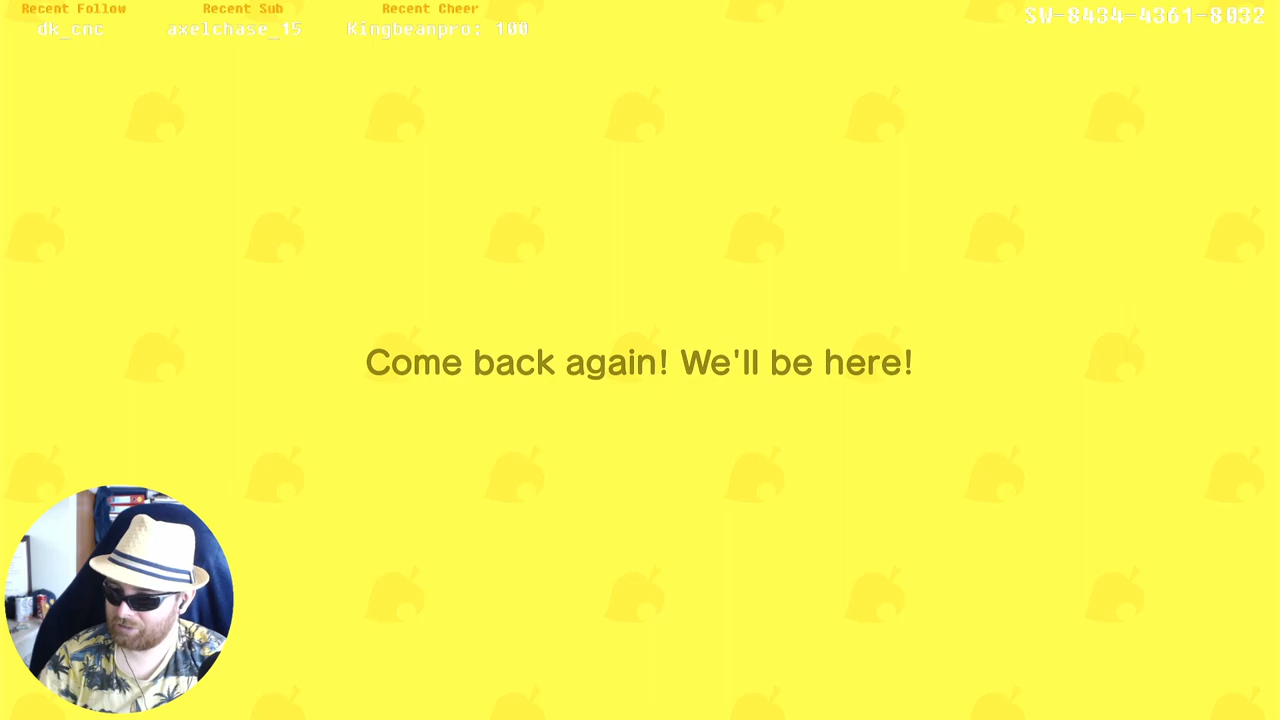 Recent Follow Recent Sub Recent Cheer
dk_cnc axelchase_15 Kingbeanpro: 100
SW-8434-4361-8032
Come back again! We'll be here!